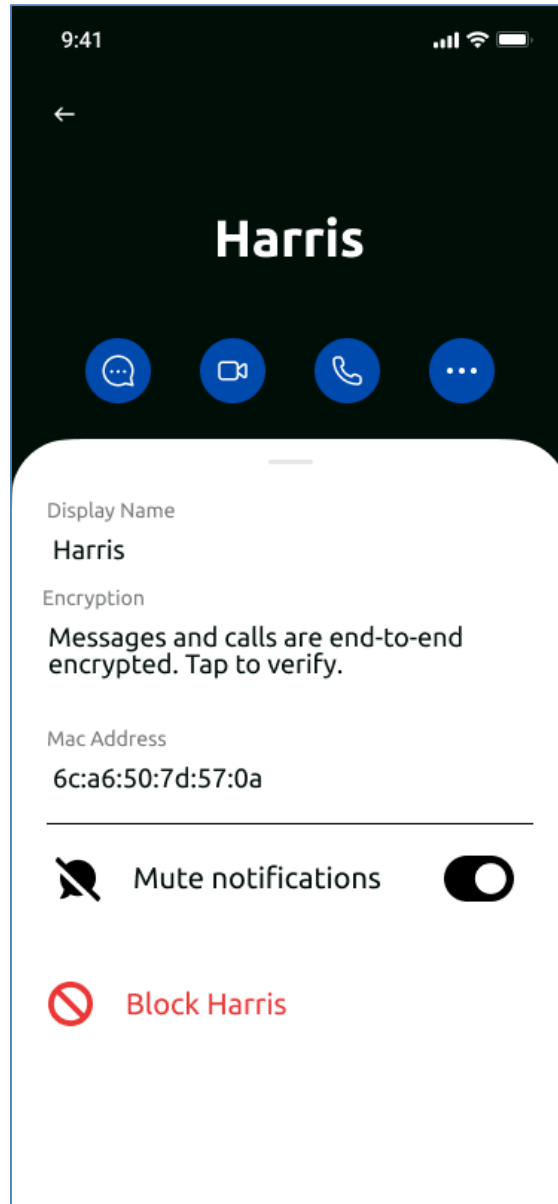 9:41
Harris
Display Name
Harris
Encryption
Messages and calls are end-to-end
encrypted. Tap to verify.
Mac Address
6c:a6:50:7d:57:0a
Mute notifications
Block Harris